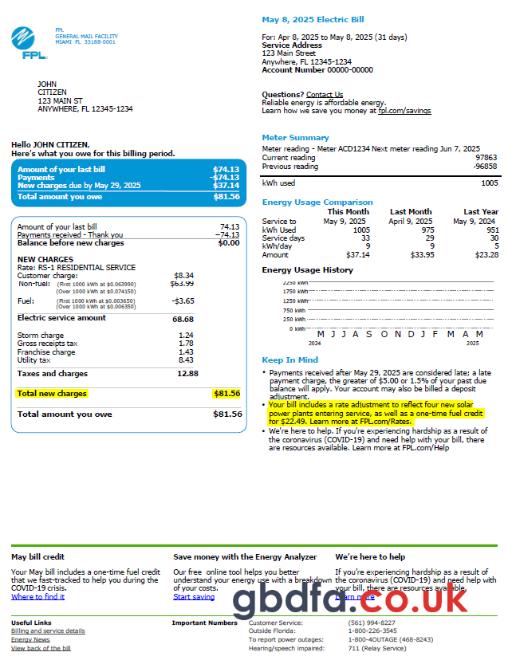 FPL
GENERAL MAIL FACILITY
MIAMI FL 33188-0001
FPL.
JOHN
CITIZEN
123 MAIN ST
ANYWHERE, FL 12345-1234
May 8, 2025 Electric Bill
For: Apr 8, 2025 to May 8, 2025 (31 days)
Service Address
123 Main Street
Anywhere, FL 12345-1234
Account Number 00000-00000
Questions? Contact Us
Reliable energy is affordable energy.
Learn how we save you money at fpl.com/savings
Hello JOHN CITIZEN,
Here's what you owe for this billing period.
Amount of your last bill $74.13
Payments -$74.13
New charges due by May 29, 2025 $37.14
Total amount you owe $81.56
Amount of your last bill 74.13
Payments received - Thank you -74.13
Balance before new charges $0.00
NEW CHARGES
Rate: RS-1 RESIDENTIAL SERVICE
Customer charge: $8.34
Non-fuel: (First 1000 kWh at $0.063990) $63.99
(Over 1000 kWh at $0.074150)
Fuel: (First 1000 kWh at $0.003650) -$3.65
(Over 1000 kWh at $0.006350)
Electric service amount 68.68
Storm charge 1.24
Gross receipts tax 1.78
Franchise charge 1.43
Utility tax 8.43
Taxes and charges 12.88
Total new charges $81.56
Total amount you owe $81.56
Meter Summary
Meter reading - Meter ACD1234 Next meter reading Jun 7, 2025
Current reading 97863
Previous reading -96858
kWh used 1005
Energy Usage Comparison
This Month Last Month Last Year
Service to May 9, 2025 April 9, 2025 May 9, 2024
kWh Used 1005 975 951
Service days 33 29 30
kWh/day 9 9 5
Amount $37.14 $33.95 $23.28
Energy Usage History
2250 kWh
1750 kWh
1250 kWh
750 kWh
350 kWh
0 kWh
M J J A S O N D J F M A M
2024 2025
Keep In Mind
• Payments received after May 29, 2025 are considered late; a late
payment charge, the greater of $5.00 or 1.5% of your past due
balance will apply. Your account may also be billed a deposit
adjustment.
• Your bill includes a rate adjustment to reflect four new solar
power plants entering service, as well as a one-time fuel credit
for $22.49. Learn more at FPL.com/Rates.
• We're here to help. If you're experiencing hardship as a result of
the coronavirus (COVID-19) and need help with your bill, there
are resources available. Learn more at FPL.com/Help
May bill credit
Your May bill includes a one-time fuel credit
that we fast-tracked to help you during the
COVID-19 crisis.
Where to find it
Save money with the Energy Analyzer
Our free online tool helps you better
understand your energy use with a breakdown
of your costs.
Start saving
We're here to help
If you're experiencing hardship as a result of
the coronavirus (COVID-19) and need help with
your bill, there are resources available.
Learn more
gbdfa.co.uk
Useful Links
Billing and service details
Energy News
View back of the bill
Important Numbers
Customer Service: (561) 994-8227
Outside Florida: 1-800-226-3545
To report power outages: 1-800-4OUTAGE (468-8243)
Hearing/speech impaired: 711 (Relay Service)